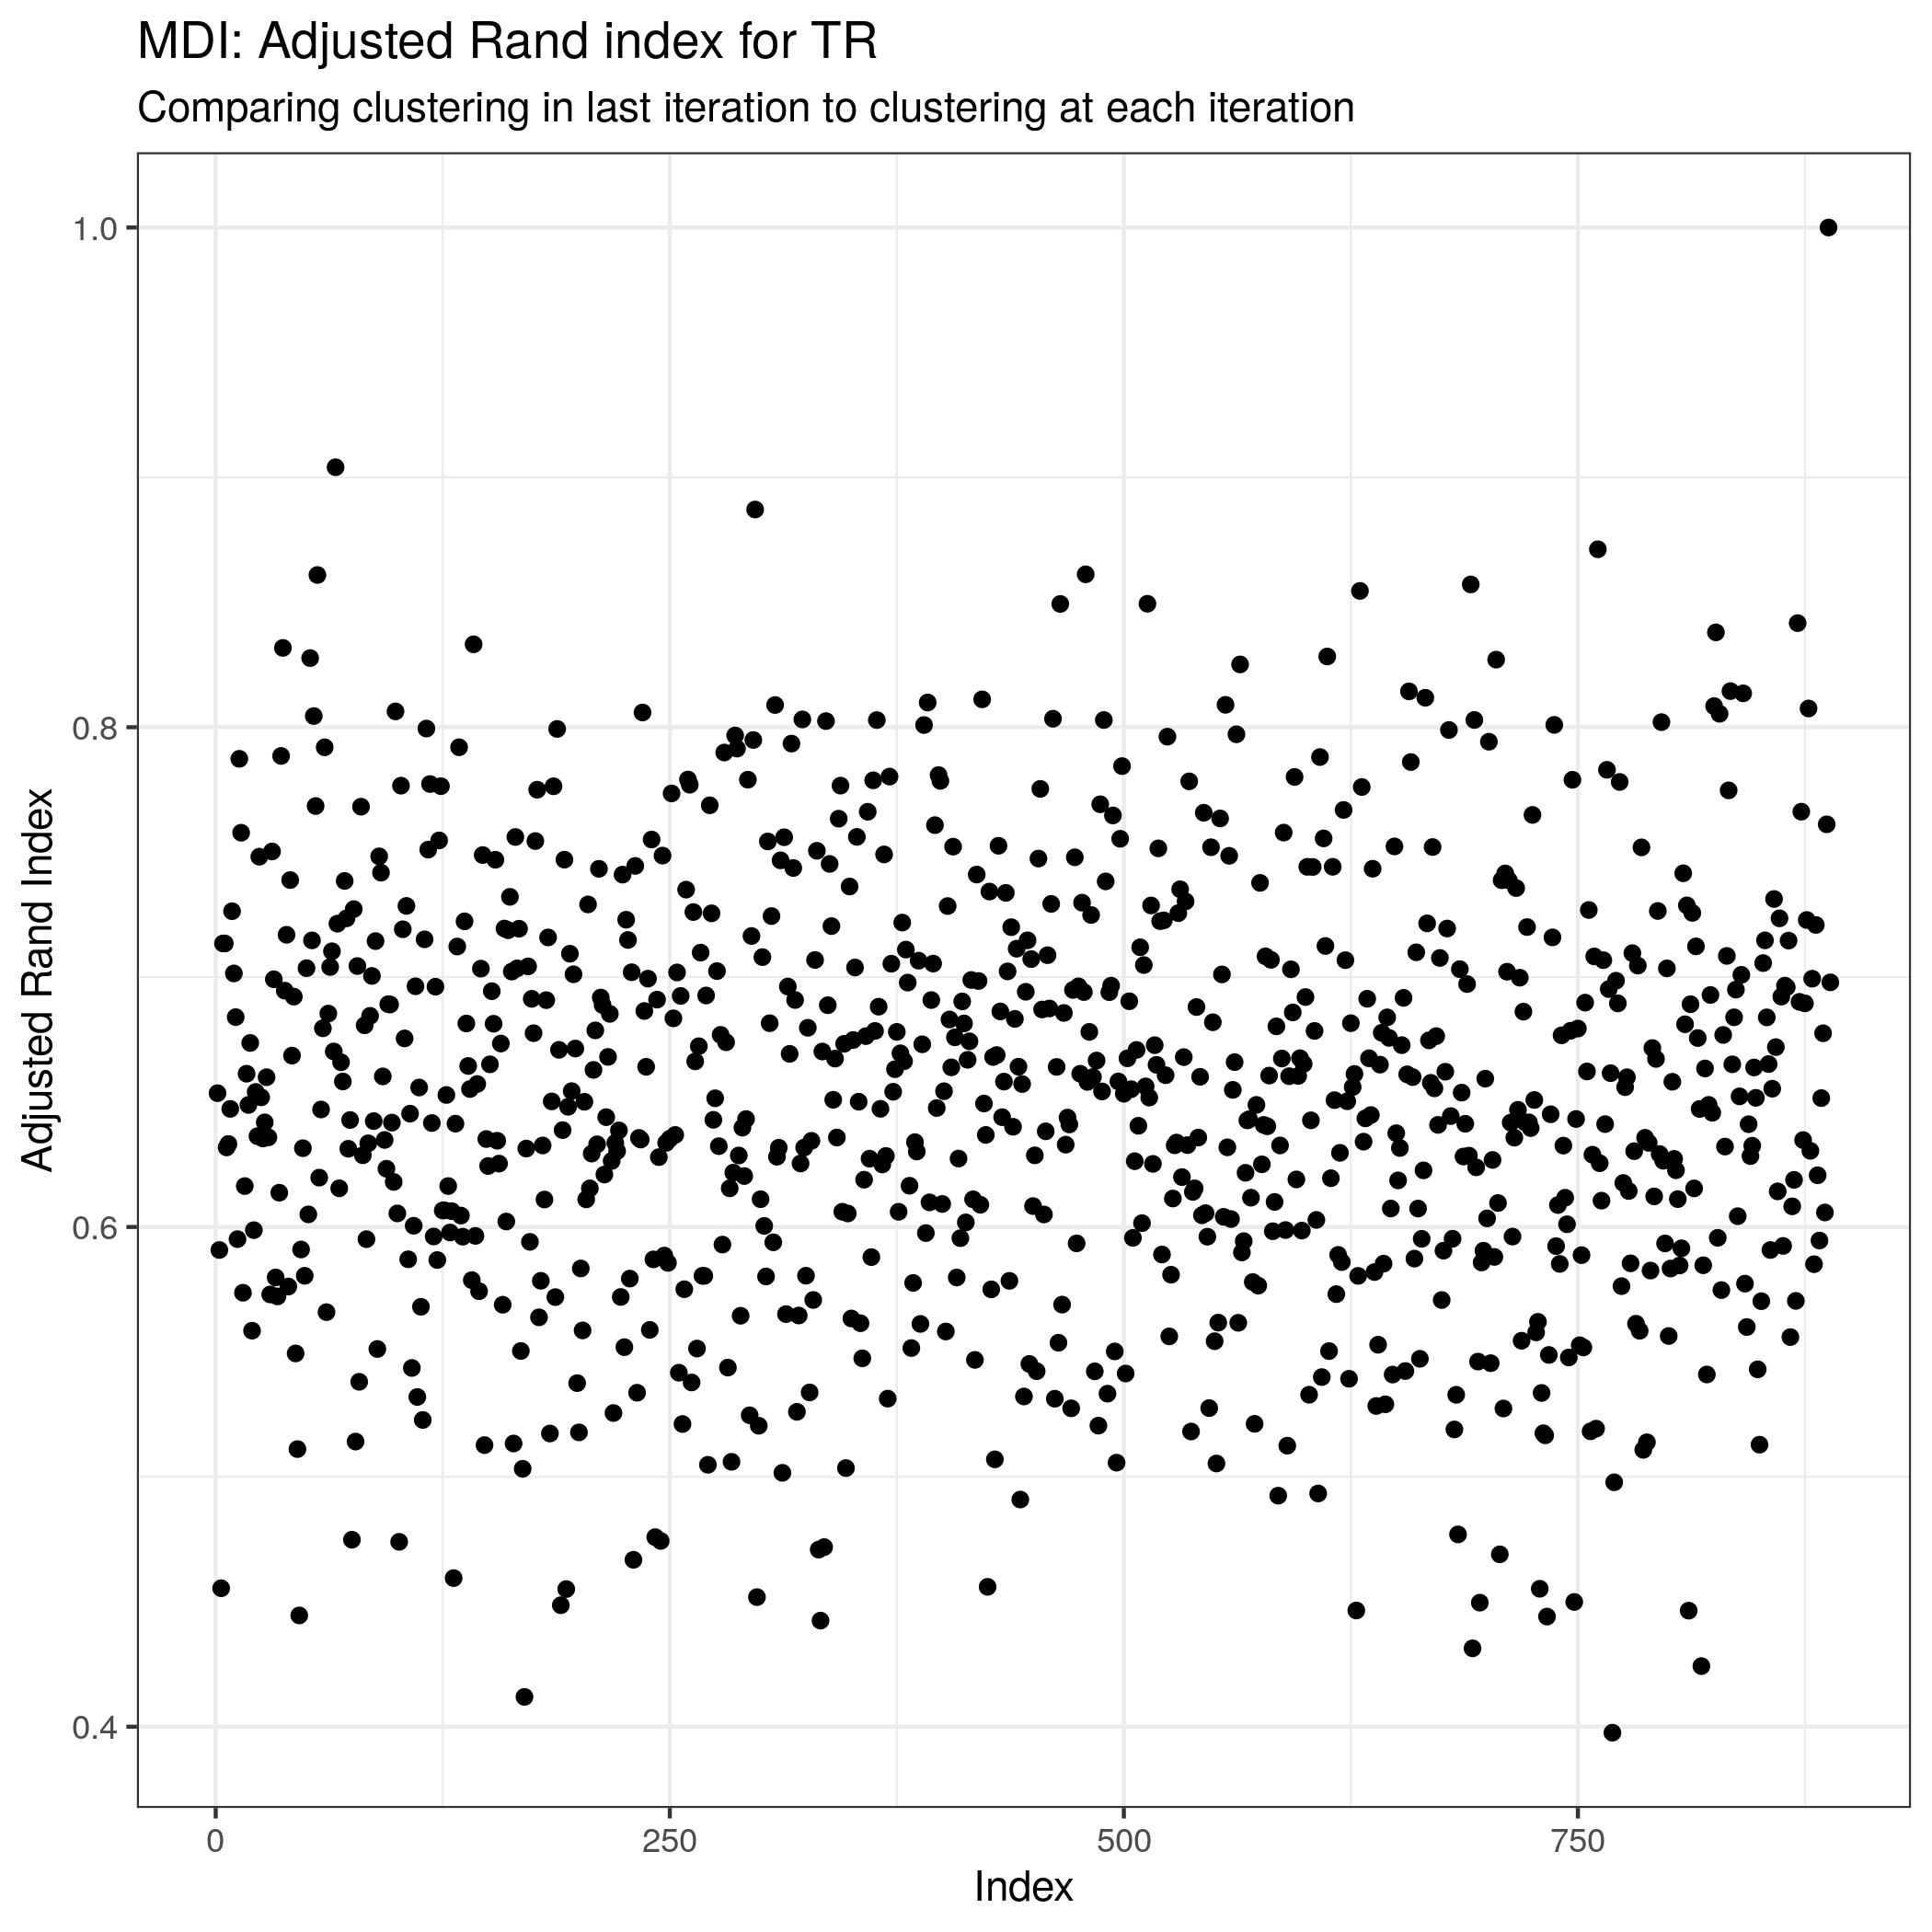 MDI: Adjusted Rand index for TR
Comparing clustering in last iteration to clustering at each iteration
Adjusted Rand Index
1.0
0.8
0.6
0.4
0
250
500
750
Index